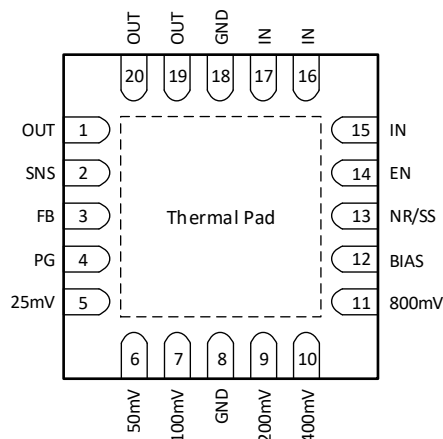 OUT OUT GND IN IN
20 19 18 17 16
OUT 1 15 IN
SNS 2 14 EN
FB 3 Thermal Pad 13 NR/SS
PG 4 12 BIAS
25mV 5 11 800mV
6 7 8 9 10
50mV 100mV GND 200mV 400mV